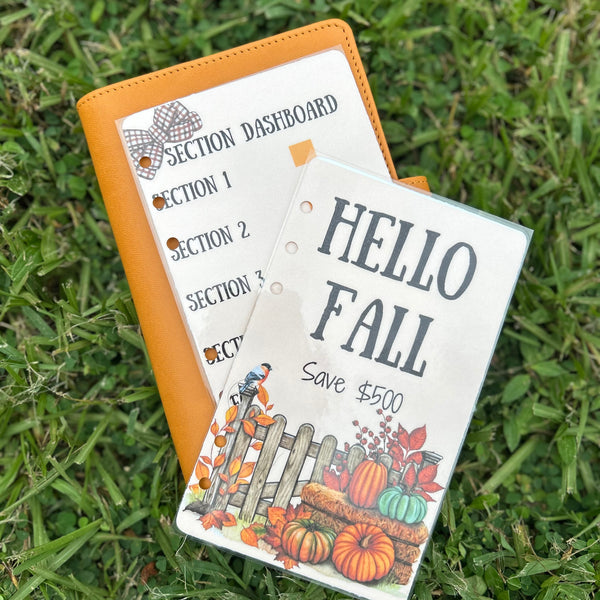 SECTION DASHBOARD
SECTION 1
SECTION 2
SECTION 3
HELLO
FALL
Save $500